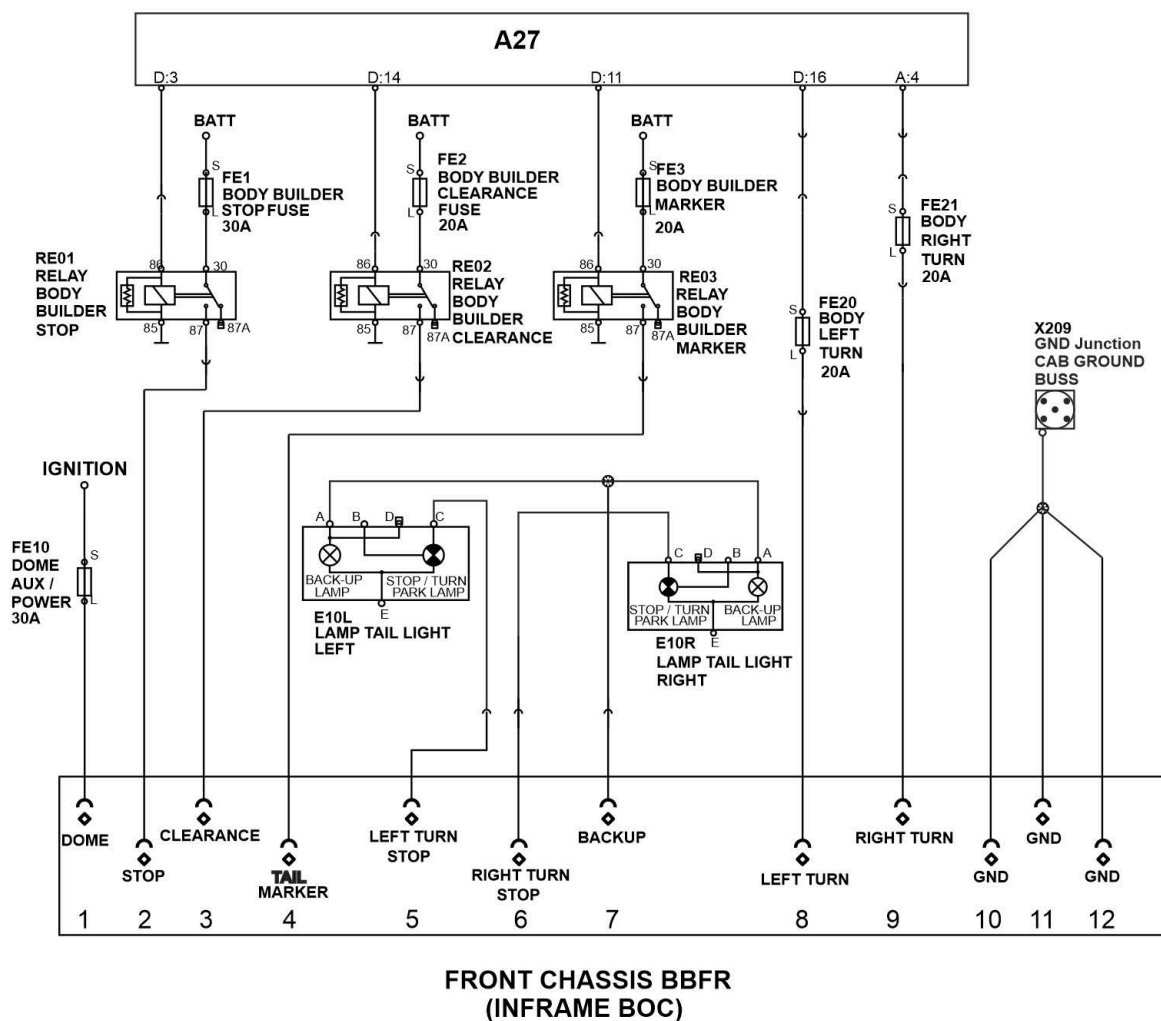 A27
D:3
D:14
D:11
D:16
A:4
BATT
BATT
BATT
S
FE1
BODY BUILDER
STOP FUSE
30A
L
S
FE2
BODY BUILDER
CLEARANCE
FUSE
20A
L
S
FE3
BODY BUILDER
MARKER
20A
L
S
FE21
BODY
RIGHT
TURN
20A
L
RE01
RELAY
BODY
BUILDER
STOP
86
30
85
87
87A
86
30
RE02
RELAY
BODY
BUILDER
CLEARANCE
85
87
87A
86
30
RE03
RELAY
BODY
BUILDER
MARKER
85
87
87A
S
FE20
BODY
LEFT
TURN
20A
L
X209
GND Junction
CAB GROUND
BUSS
IGNITION
FE10
DOME
AUX /
POWER
30A
S
L
A
B
D
C
BACK-UP
LAMP
STOP / TURN
PARK LAMP
E
E10L
LAMP TAIL LIGHT
LEFT
C
D
B
A
STOP / TURN
PARK LAMP
BACK-UP
LAMP
E
E10R
LAMP TAIL LIGHT
RIGHT
DOME
STOP
CLEARANCE
TAIL
MARKER
LEFT TURN
STOP
RIGHT TURN
STOP
BACKUP
LEFT TURN
RIGHT TURN
GND
GND
GND
1
2
3
4
5
6
7
8
9
10
11
12
FRONT CHASSIS BBFR
(INFRAME BOC)